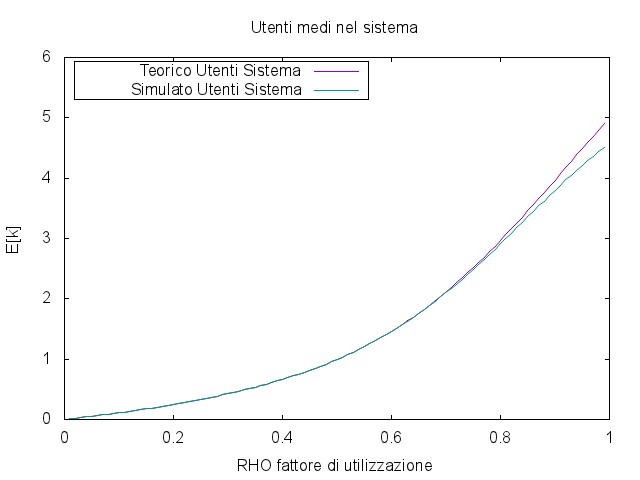 Utenti medi nel sistema
Teorico Utenti Sistema
Simulato Utenti Sistema
6
5
4
3
2
1
0
E[k]
0 0.2 0.4 0.6 0.8 1
RHO fattore di utilizzazione